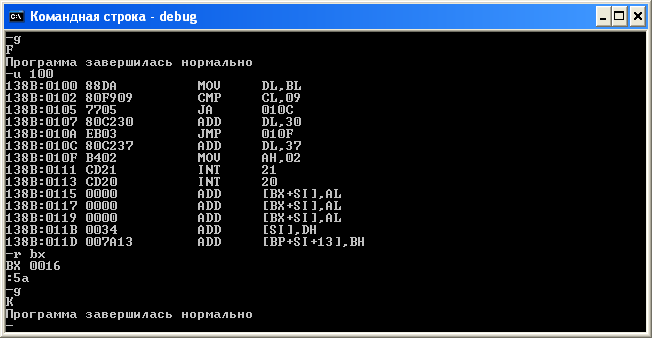 Командная строка - debug
-g
F
Программа завершилась нормально
-u 100
138B:0100 88DA MOV DL,BL
138B:0102 80F909 CMP CL,09
138B:0105 7705 JA 010C
138B:0107 80C230 ADD DL,30
138B:010A EB03 JMP 010F
138B:010C 80C237 ADD DL,37
138B:010F B402 MOV AH,02
138B:0111 CD21 INT 21
138B:0113 CD20 INT 20
138B:0115 0000 ADD [BX+SI],AL
138B:0117 0000 ADD [BX+SI],AL
138B:0119 0000 ADD [BX+SI],AL
138B:011B 0034 ADD [SI],DH
138B:011D 007A13 ADD [BP+SI+13],BH
-r bx
BX 0016
:5a
-g
K
Программа завершилась нормально
-